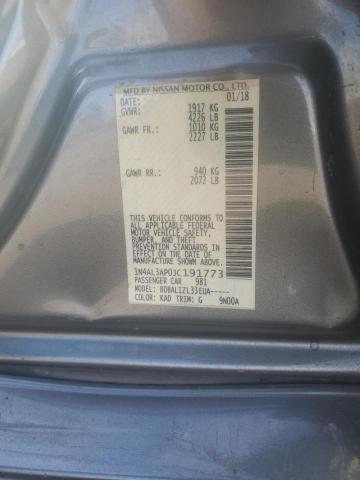 MFD BY NISSAN MOTOR CO., LTD.
DATE: 01/18
GVWR: 1917 KG
4226 LB
GAWR FR.: 1010 KG
2227 LB
GAWR RR.: 940 KG
2072 LB
THIS VEHICLE CONFORMS TO
ALL APPLICABLE FEDERAL
MOTOR VEHICLE SAFETY,
BUMPER, AND THEFT
PREVENTION STANDARDS IN
EFFECT ON THE DATE OF
MANUFACTURE SHOWN ABOVE.
1N4AL3AP0JC191773
PASSENGER CAR 981
MODEL: BDBALIZL33EUA-----
COLOR: KAD TRIM: G 9N00A